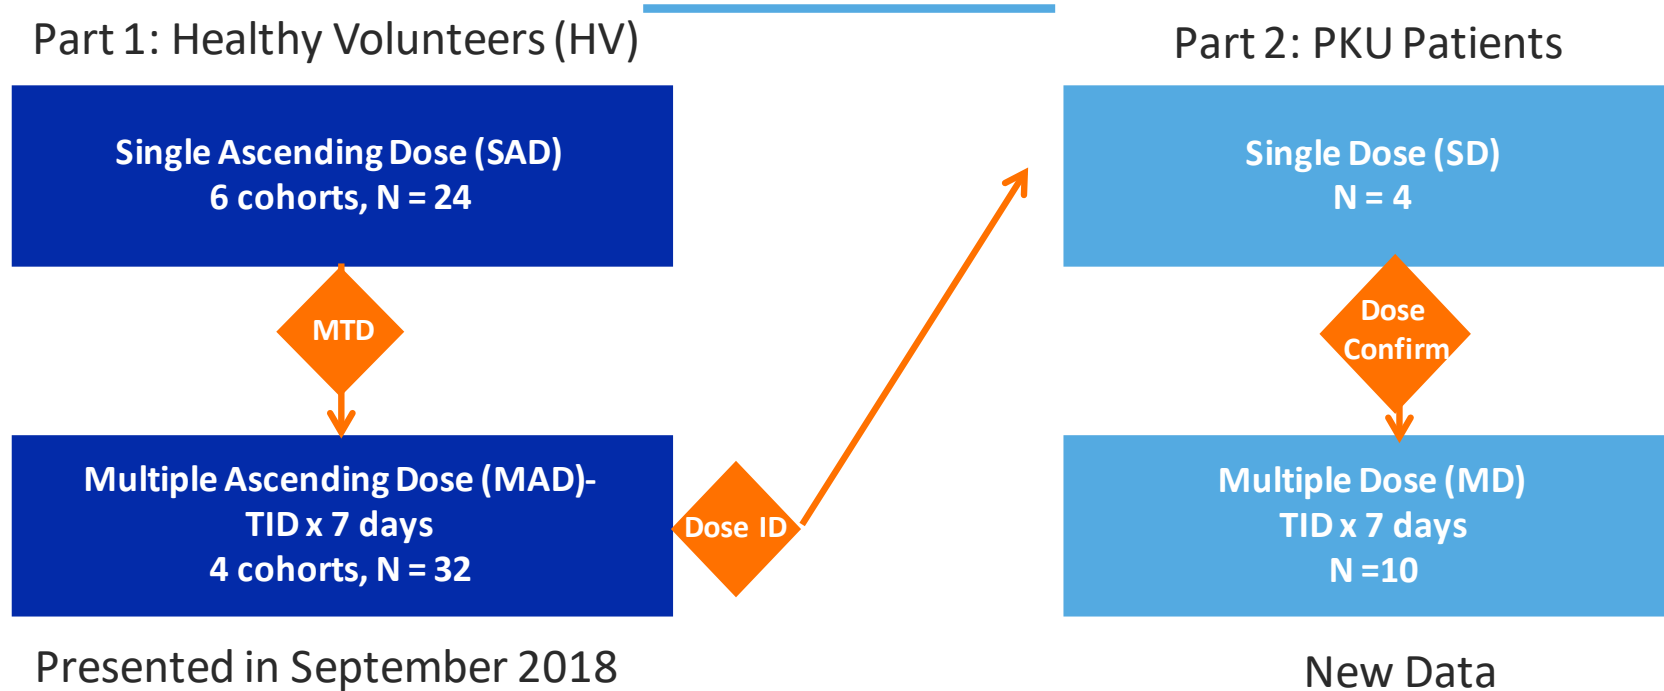 Part 1: Healthy Volunteers (HV)
Single Ascending Dose (SAD)
6 cohorts, N = 24
MTD
Multiple Ascending Dose (MAD)-
TID x 7 days
4 cohorts, N = 32
Presented in September 2018
Dose ID
Part 2: PKU Patients
Single Dose (SD)
N = 4
Dose
Confirm
Multiple Dose (MD)
TID x 7 days
N =10
New Data